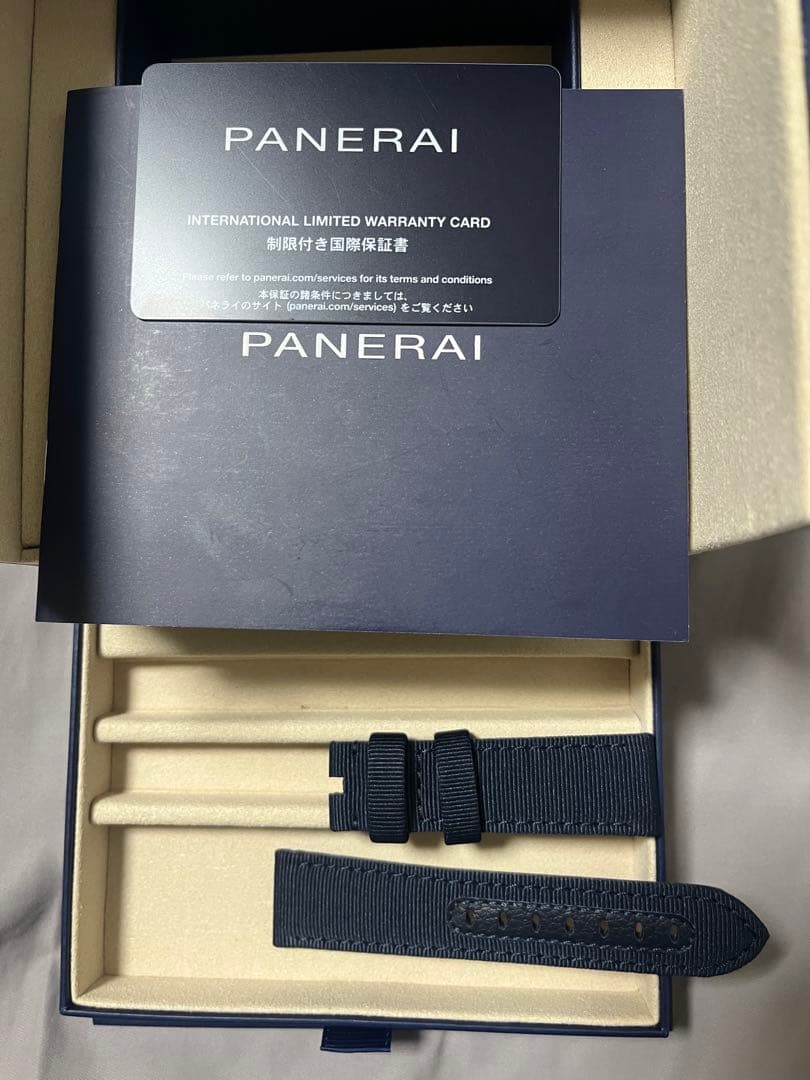 PANERAI
INTERNATIONAL LIMITED WARRANTY CARD
制限付き国際保証書
Please refer to panerai.com/services for its terms and conditions
本保証の諸条件につきましては、
パネライのサイト (panerai.com/services) をご覧ください
PANERAI